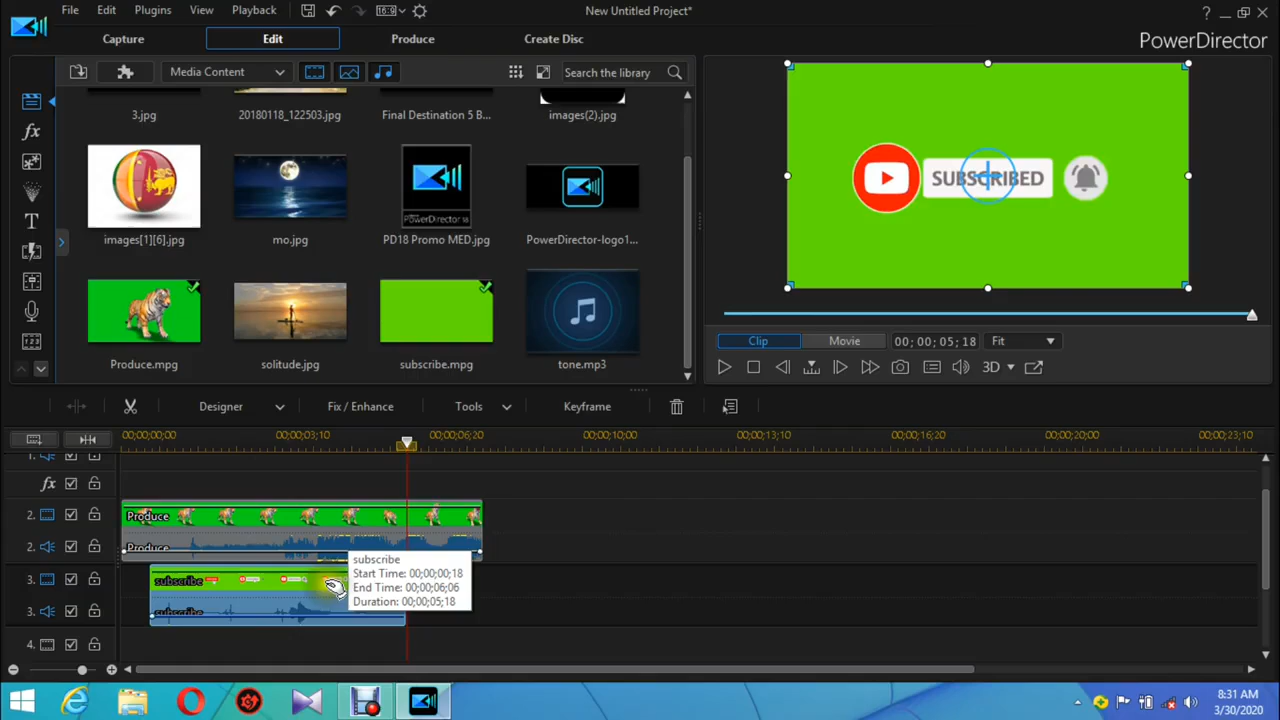 File Edit Plugins View Playback 16:9 New Untitled Project* ?
Capture Edit Produce Create Disc PowerDirector
Media Content Search the library
3.jpg 20180118_122503.jpg Final Destination 5 B... images(2).jpg
PowerDirector 18
images[1][6].jpg mo.jpg PD18 Promo MED.jpg PowerDirector-logo1...
Produce.mpg solitude.jpg subscribe.mpg tone.mp3
SUBSCRIBED
Clip Movie 00; 00; 05; 18 Fit
3D
Designer Fix / Enhance Tools Keyframe
00;00;00;00 00;00;03;10 00;00;06;20 00;00;10;00 00;00;13;10 00;00;16;20 00;00;20;00 00;00;23;10
1.
fx
2. Produce
2. Produce
subscribe
Start Time: 00;00;00;18
End Time: 00;00;06;06
Duration: 00;00;05;18
3. subscribe
3. subscribe
4.
8:31 AM
3/30/2020